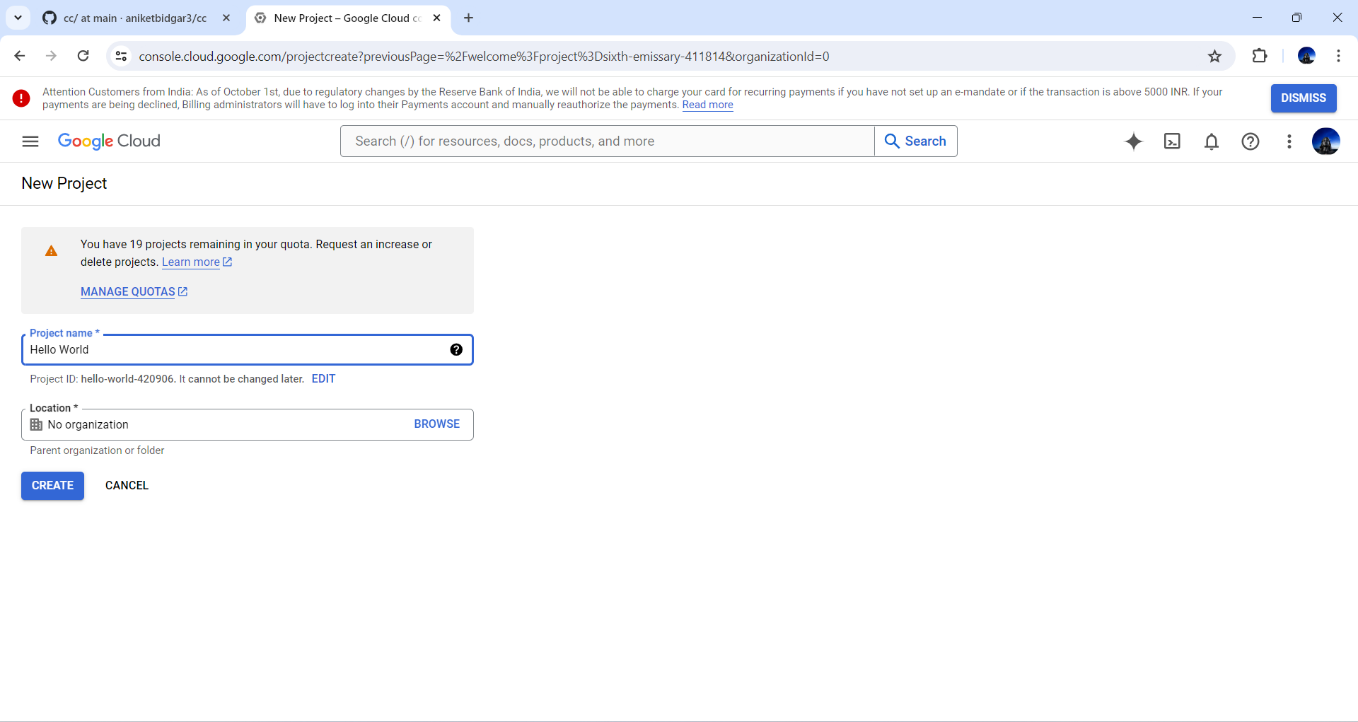 cc/ at main · aniketbidgar3/cc
New Project – Google Cloud co
console.cloud.google.com/projectcreate?previousPage=%2Fwelcome%3Fproject%3Dsixth-emissary-411814&organizationId=0
Attention Customers from India: As of October 1st, due to regulatory changes by the Reserve Bank of India, we will not be able to charge your card for recurring payments if you have not set up an e-mandate or if the transaction is above 5000 INR. If your
payments are being declined, Billing administrators will have to log into their Payments account and manually reauthorize the payments. Read more
DISMISS
Google Cloud
Search (/) for resources, docs, products, and more
Search
New Project
You have 19 projects remaining in your quota. Request an increase or
delete projects. Learn more
MANAGE QUOTAS
Project name *
Hello World
Project ID: hello-world-420906. It cannot be changed later. EDIT
Location *
No organization BROWSE
Parent organization or folder
CREATE CANCEL